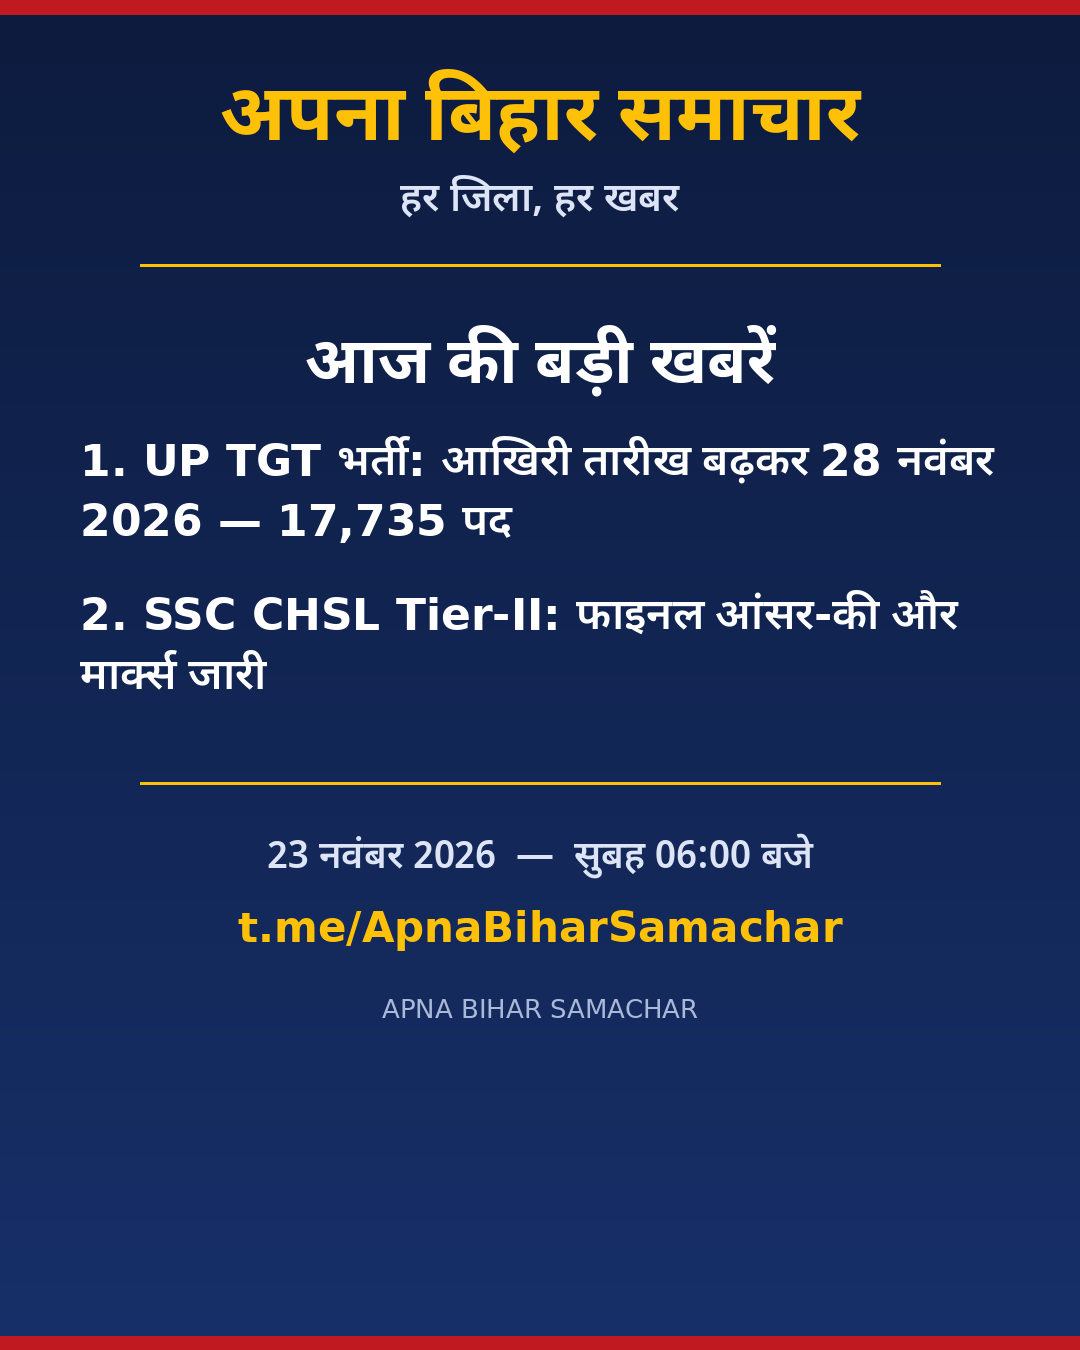 अपना बिहार समाचार
हर जिला, हर खबर
आज की बड़ी खबरें
1. UP TGT भर्ती: आखिरी तारीख बढ़कर 28 नवंबर
2026 — 17,735 पद
2. SSC CHSL Tier-II: फाइनल आंसर-की और
मार्क्स जारी
23 नवंबर 2026 — सुबह 06:00 बजे
t.me/ApnaBiharSamachar
APNA BIHAR SAMACHAR